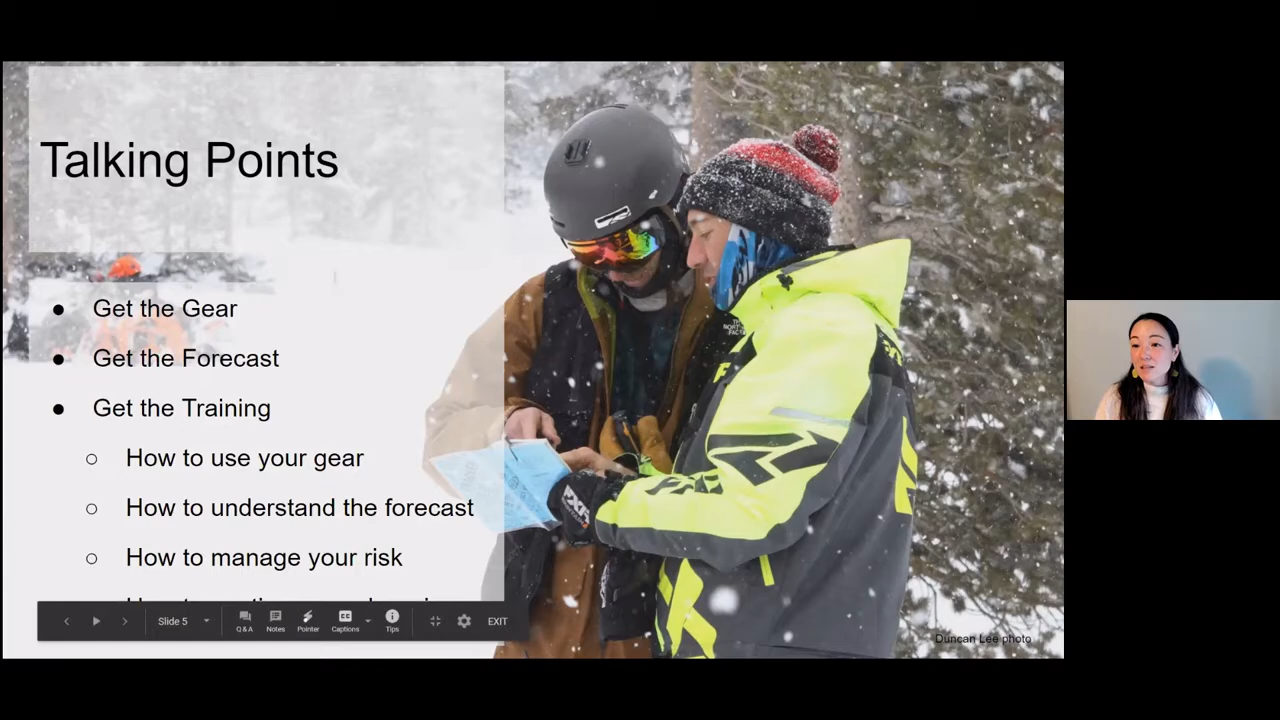 Talking Points
● Get the Gear
● Get the Forecast
● Get the Training
○ How to use your gear
○ How to understand the forecast
○ How to manage your risk
Slide 5
Q&A
Notes
Pointer
Captions
Tips
EXIT
FXR
Duncan Lee photo